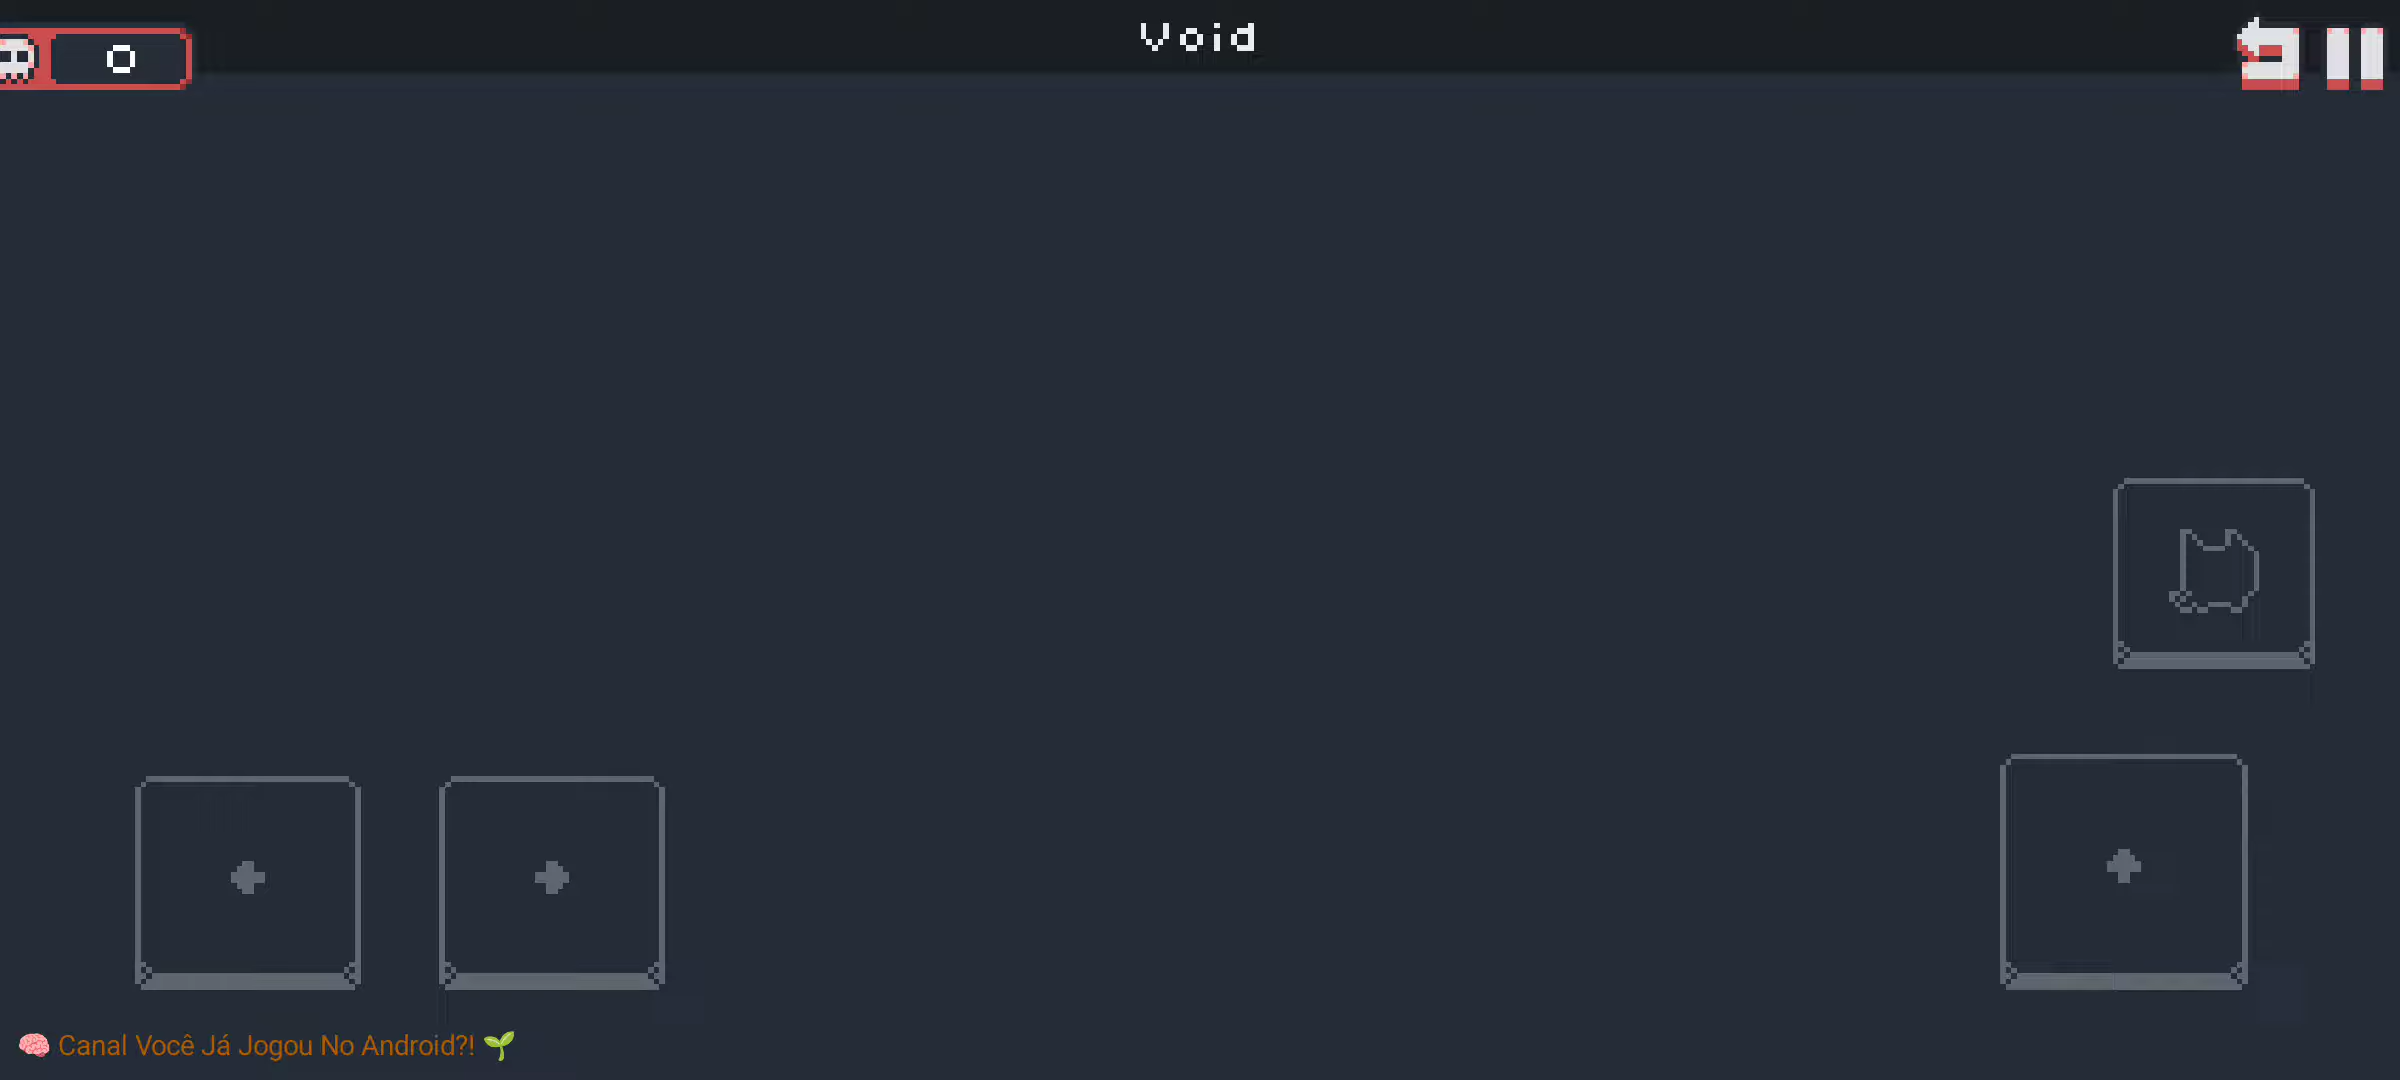 Void
0
🧠 Canal Você Já Jogou No Android?! 🌱